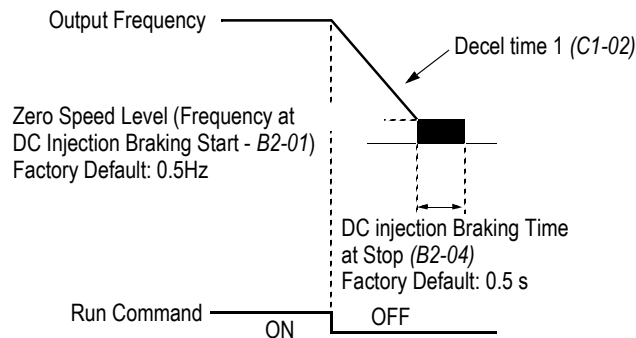 Output Frequency
Decel time 1 (C1-02)
Zero Speed Level (Frequency at
DC Injection Braking Start - B2-01)
Factory Default: 0.5Hz
DC injection Braking Time
at Stop (B2-04)
Factory Default: 0.5 s
Run Command
ON
OFF